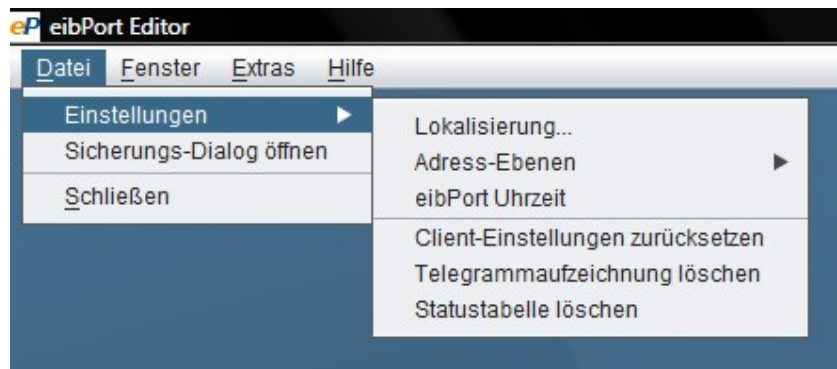 eP eibPort Editor
Datei Fenster Extras Hilfe
Einstellungen
Sicherungs-Dialog öffnen
Schließen
Lokalisierung...
Adress-Ebenen
eibPort Uhrzeit
Client-Einstellungen zurücksetzen
Telegrammaufzeichnung löschen
Statustabelle löschen